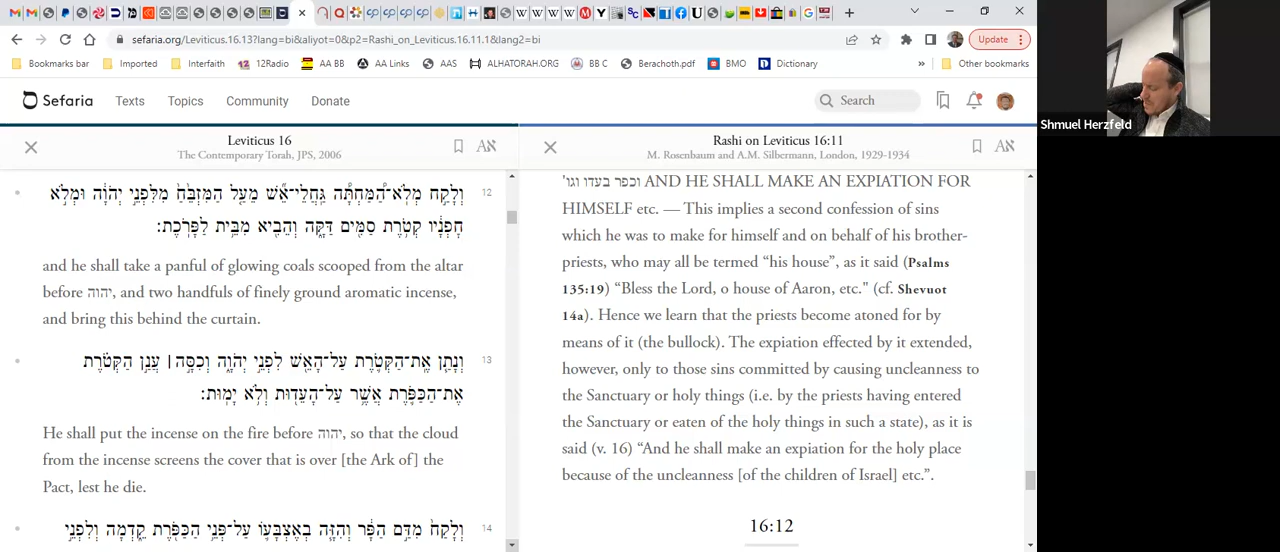 sefaria.org/Leviticus.16.13?lang=bi&aliyot=0&p2=Rashi_on_Leviticus.16.11.1&lang2=bi
Update
Bookmarks bar
Imported
Interfaith
12Radio
AA BB
AA Links
AAS
ALHATORAH.ORG
BB C
Berachoth.pdf
BMO
Dictionary
»
Other bookmarks
Sefaria
Texts
Topics
Community
Donate
Search
Leviticus 16
The Contemporary Torah, JPS, 2006
12
וְלָקַ֣ח מְלֹֽא־הַ֠מַּחְתָּ֠ה גַּֽחֲלֵי־אֵ֞שׁ מֵעַ֤ל הַמִּזְבֵּ֙חַ֙ מִלִּפְנֵ֣י יְהֹוָ֔ה וּמְלֹ֣א
חׇפְנָ֔יו קְטֹ֥רֶת סַמִּ֖ים דַּקָּ֑ה וְהֵבִ֖יא מִבֵּ֥ית לַפָּרֹֽכֶת׃
and he shall take a panful of glowing coals scooped from the altar
before יהוה, and two handfuls of finely ground aromatic incense,
and bring this behind the curtain.
13
וְנָתַ֧ן אֶֽת־הַקְּטֹ֛רֶת עַל־הָאֵ֖שׁ לִפְנֵ֣י יְהֹוָ֑ה וְכִסָּ֣ה ׀ עֲנַ֣ן הַקְּטֹ֗רֶת
אֶת־הַכַּפֹּ֛רֶת אֲשֶׁ֥ר עַל־הָעֵד֖וּת וְלֹ֥א יָמֽוּת׃
He shall put the incense on the fire before יהוה, so that the cloud
from the incense screens the cover that is over [the Ark of] the
Pact, lest he die.
14
וְלָקַח֙ מִדַּ֣ם הַפָּ֔ר וְהִזָּ֧ה בְאֶצְבָּע֛וֹ עַל־פְּנֵ֥י הַכַּפֹּ֖רֶת קֵ֑דְמָה וְלִפְנֵ֣י
Rashi on Leviticus 16:11
M. Rosenbaum and A.M. Silbermann, London, 1929-1934
וכפר בעדו וגו' AND HE SHALL MAKE AN EXPIATION FOR
HIMSELF etc. — This implies a second confession of sins
which he was to make for himself and on behalf of his brother-
priests, who may all be termed “his house”, as it said (Psalms
135:19) “Bless the Lord, o house of Aaron, etc." (cf. Shevuot
14a). Hence we learn that the priests become atoned for by
means of it (the bullock). The expiation effected by it extended,
however, only to those sins committed by causing uncleanness to
the Sanctuary or holy things (i.e. by the priests having entered
the Sanctuary or eaten of the holy things in such a state), as it is
said (v. 16) “And he shall make an expiation for the holy place
because of the uncleanness [of the children of Israel] etc.”.
16:12
Shmuel Herzfeld